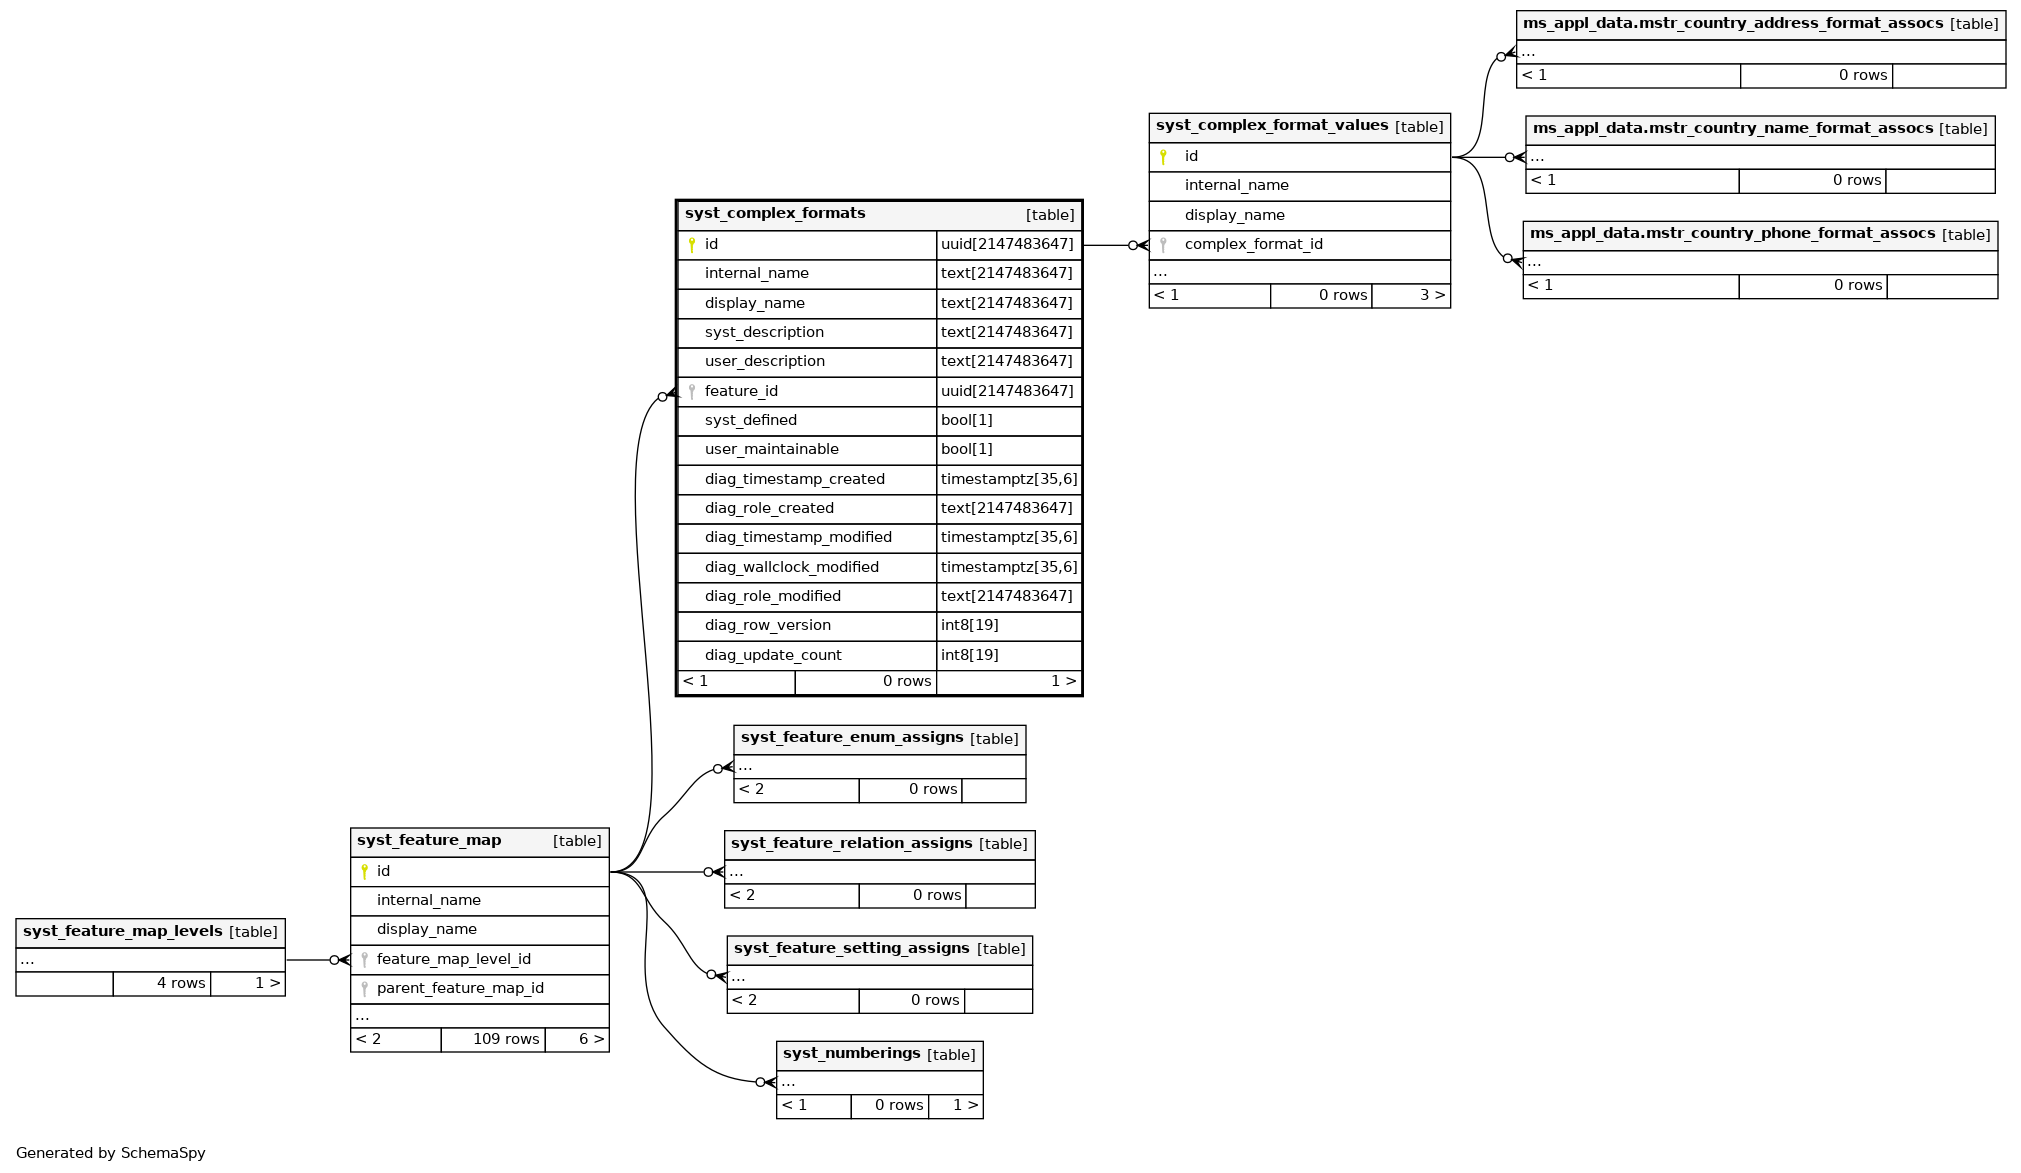 ms_appl_data.mstr_country_address_format_assocs [table]
...
< 1 0 rows
syst_complex_format_values [table]
id
internal_name
display_name
complex_format_id
...
< 1 0 rows 3 >
ms_appl_data.mstr_country_name_format_assocs [table]
...
< 1 0 rows
ms_appl_data.mstr_country_phone_format_assocs [table]
...
< 1 0 rows
syst_complex_formats [table]
id uuid[2147483647]
internal_name text[2147483647]
display_name text[2147483647]
syst_description text[2147483647]
user_description text[2147483647]
feature_id uuid[2147483647]
syst_defined bool[1]
user_maintainable bool[1]
diag_timestamp_created timestamptz[35,6]
diag_role_created text[2147483647]
diag_timestamp_modified timestamptz[35,6]
diag_wallclock_modified timestamptz[35,6]
diag_role_modified text[2147483647]
diag_row_version int8[19]
diag_update_count int8[19]
< 1 0 rows 1 >
syst_feature_enum_assigns [table]
...
< 2 0 rows
syst_feature_map [table]
id
internal_name
display_name
feature_map_level_id
parent_feature_map_id
...
< 2 109 rows 6 >
syst_feature_relation_assigns [table]
...
< 2 0 rows
syst_feature_map_levels [table]
...
4 rows 1 >
syst_feature_setting_assigns [table]
...
< 2 0 rows
syst_numberings [table]
...
< 1 0 rows 1 >
Generated by SchemaSpy